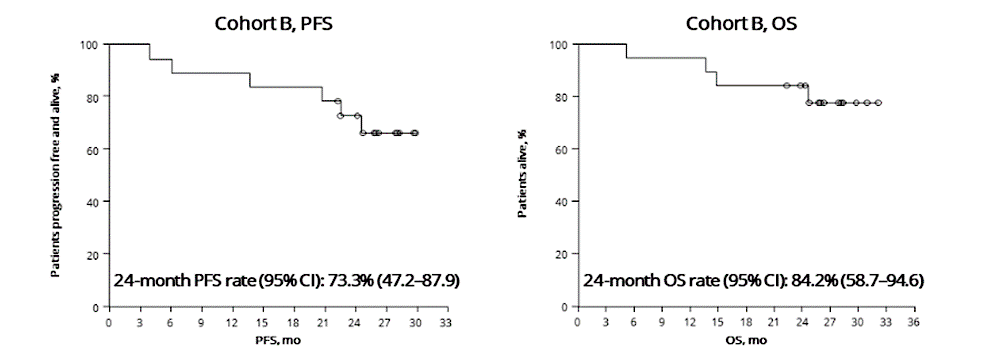 Cohort B, PFS
Patients progression free and alive, %
100
80
60
40
20
0
24-month PFS rate (95% CI): 73.3% (47.2–87.9)
0 3 6 9 12 15 18 21 24 27 30 33
PFS, mo
Cohort B, OS
Patients alive, %
100
80
60
40
20
0
24-month OS rate (95% CI): 84.2% (58.7–94.6)
0 3 6 9 12 15 18 21 22 24 27 30 36
OS, mo